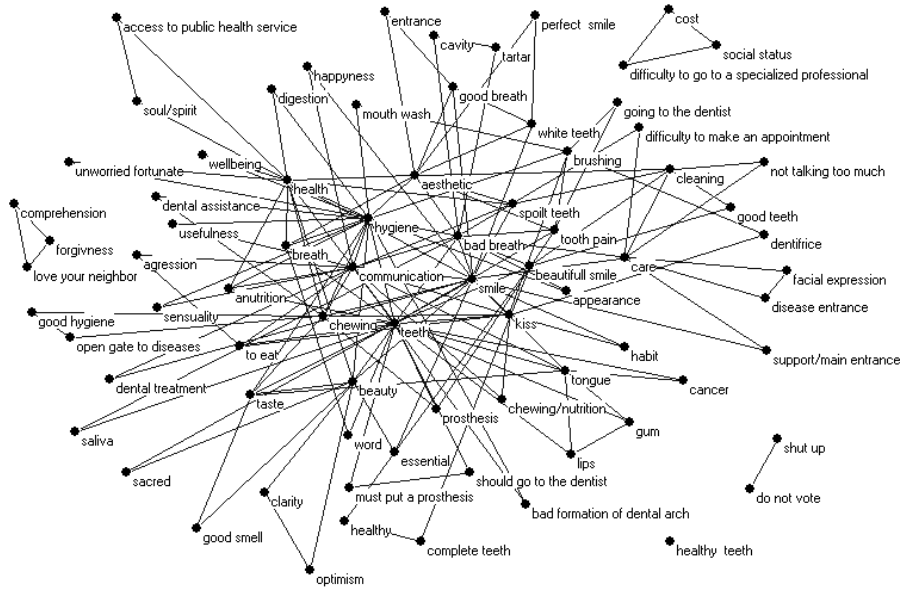 entrance
cost
perfect smile
access to public health service
cavity
social status
tartar
difficulty to go to a specialized professional
happyness
digestion
good breath
soul/spirit
mouth wash
going to the dentist
white teeth
difficulty to make an appointment
wellbeing
brushing
unworried fortunate
not talking too much
cleaning
health
aesthetic
dental assistance
spoilt teeth
comprehension
good teeth
hygiene
usefulness
tooth pain
dentifrice
forgivness
bad breath
breath
agression
care
love your neighbor
communication
beautifull smile
facial expression
smile
anutrition
appearance
disease entrance
sensuality
good hygiene
chewing
teeth
kiss
open gate to diseases
to eat
habit
support/main entrance
dental treatment
beauty
tongue
cancer
taste
chewing/nutrition
prosthesis
gum
saliva
word
shut up
essential
lips
sacred
should go to the dentist
must put a prosthesis
clarity
do not vote
bad formation of dental arch
healthy
good smell
complete teeth
healthy teeth
optimism